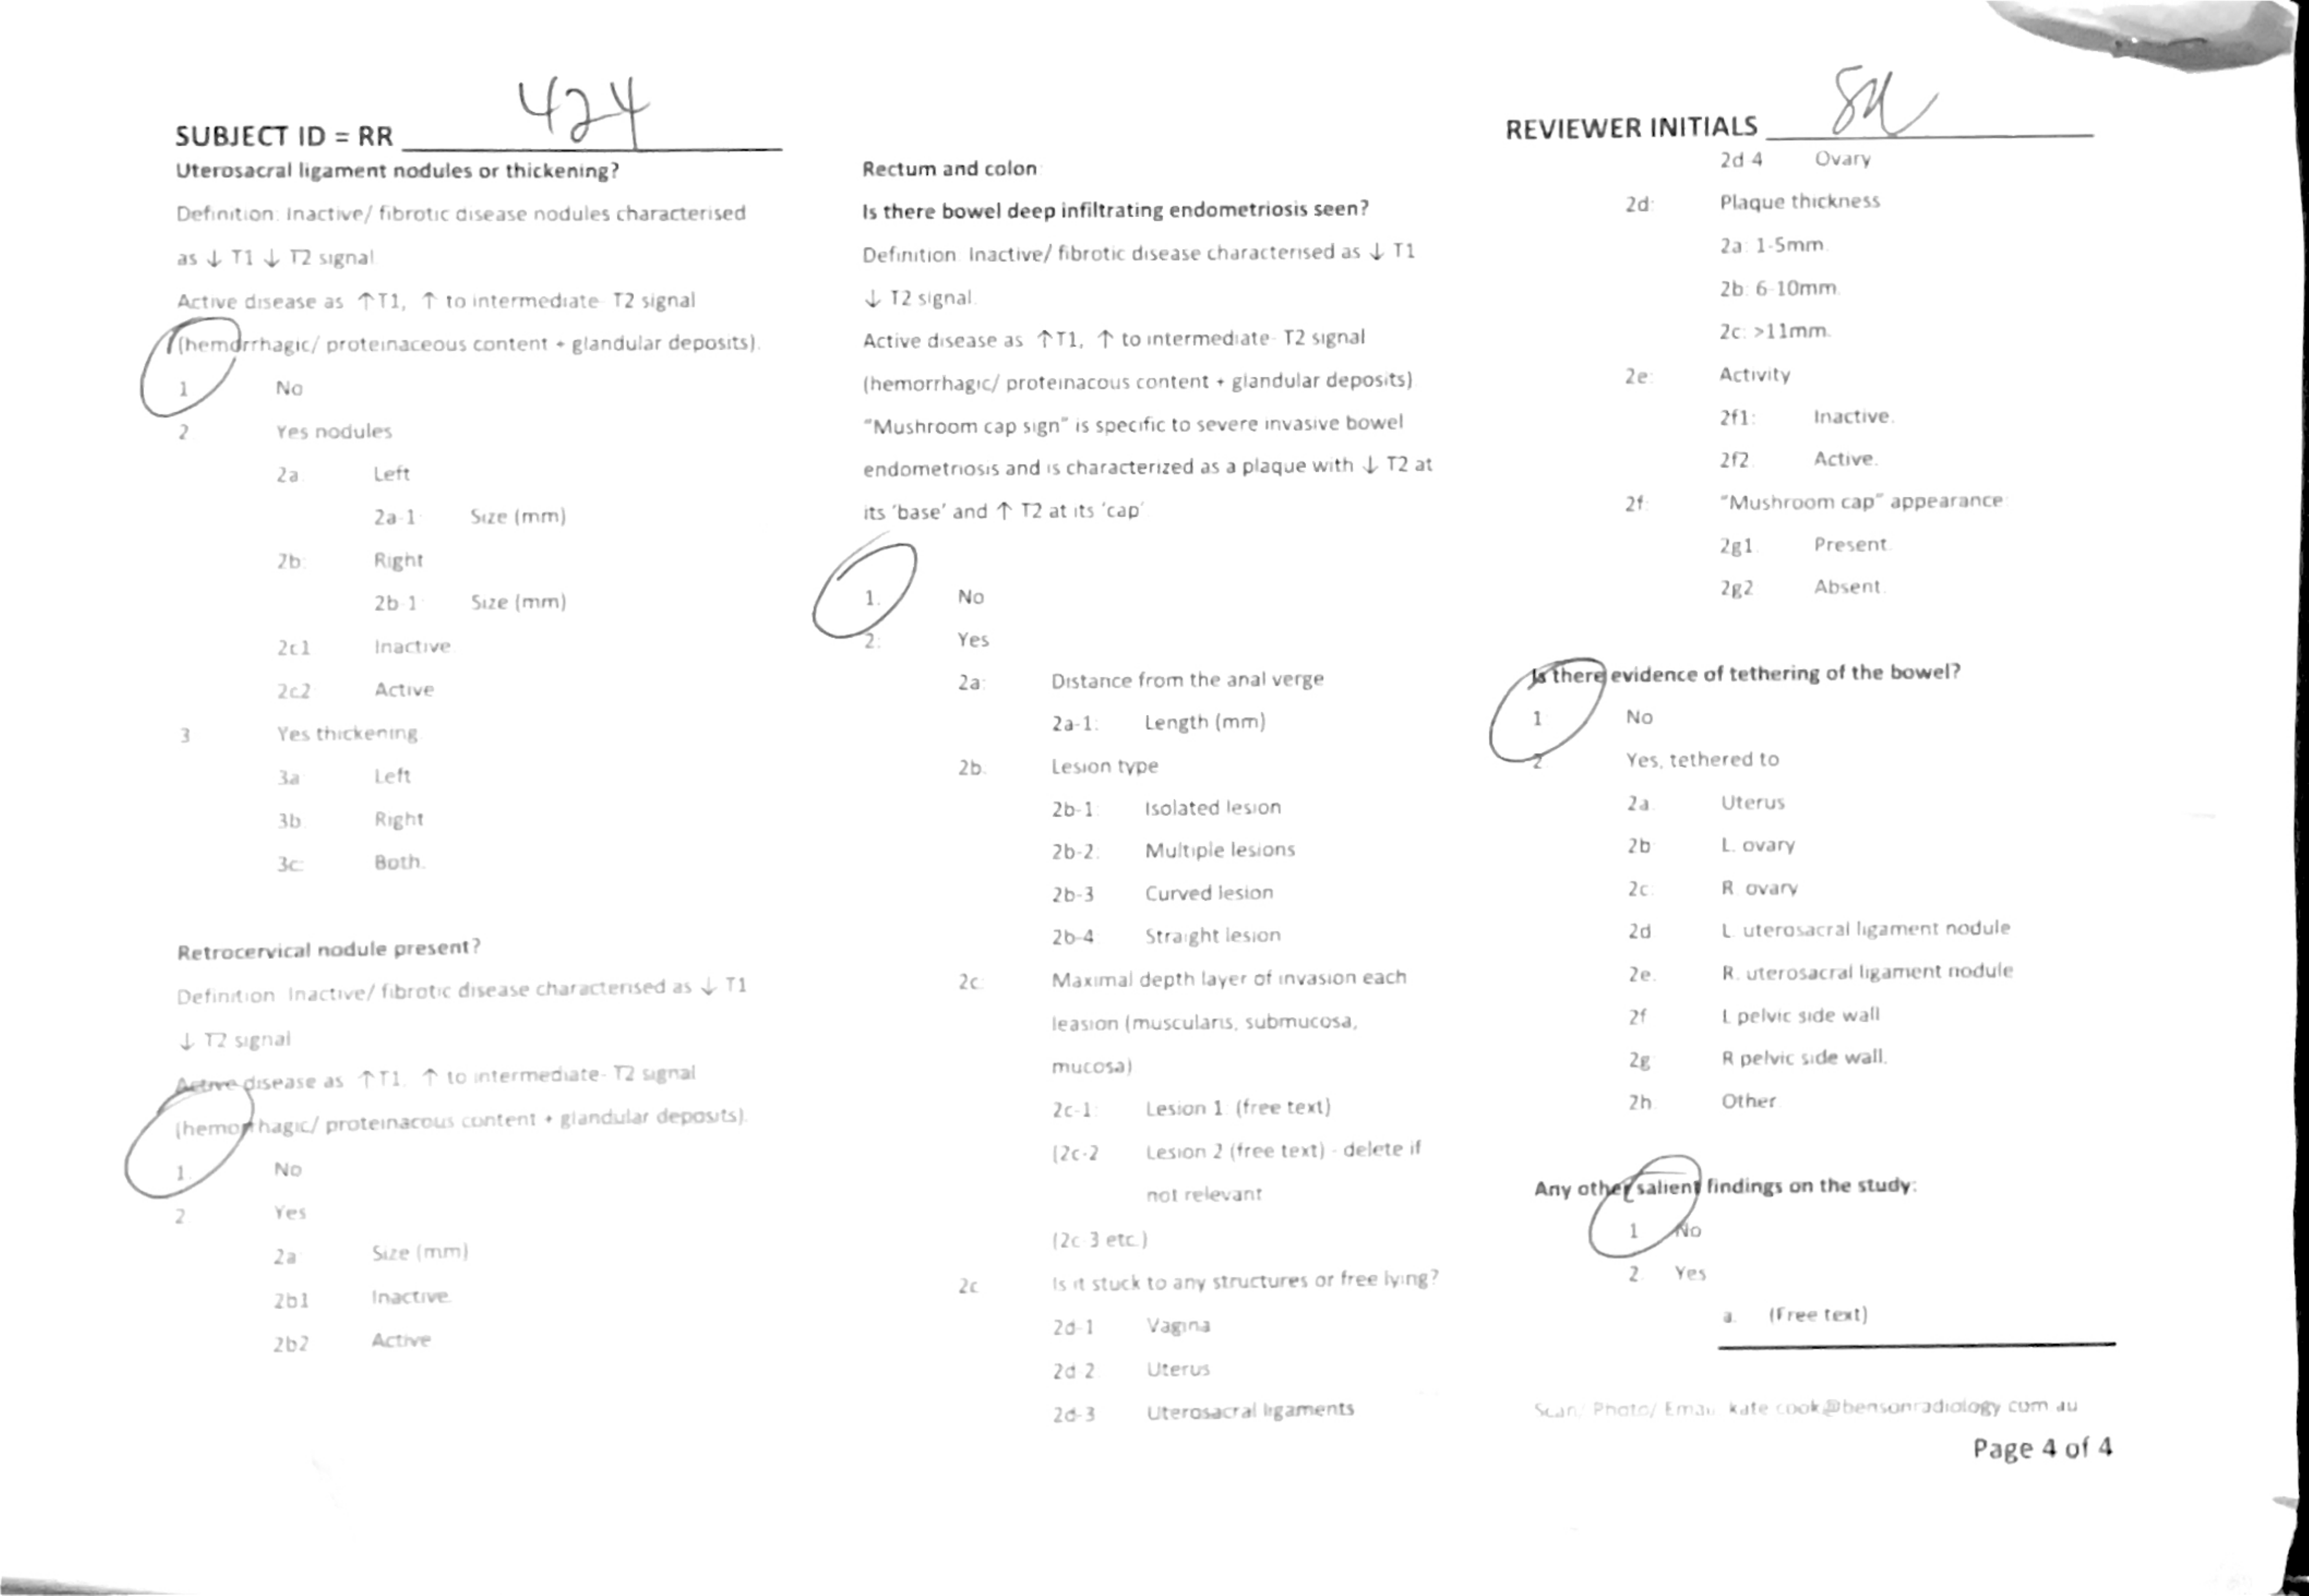 SUBJECT ID = RR 424
Uterosacral ligament nodules or thickening?
Definition: Inactive/ fibrotic disease nodules characterised
as ↓ T1 ↓ T2 signal
Active disease as ↑T1, ↑ to intermediate- T2 signal
(hemorrhagic/ proteinaceous content + glandular deposits).
1 No
2 Yes nodules
2a Left
2a-1: Size (mm)
2b: Right
2b-1: Size (mm)
2c1 Inactive
2c2 Active
3 Yes thickening
3a Left
3b Right
3c: Both.
Retrocervical nodule present?
Definition Inactive/ fibrotic disease characterised as ↓ T1
↓ T2 signal
Active disease as ↑T1, ↑ to intermediate- T2 signal
(hemorrhagic/ proteinacous content + glandular deposits).
1. No
2 Yes
2a Size (mm)
2b1 Inactive.
2b2 Active
Rectum and colon
Is there bowel deep infiltrating endometriosis seen?
Definition Inactive/ fibrotic disease characterised as ↓ T1
↓ T2 signal.
Active disease as ↑T1, ↑ to intermediate- T2 signal
(hemorrhagic/ proteinacous content + glandular deposits)
"Mushroom cap sign" is specific to severe invasive bowel
endometriosis and is characterized as a plaque with ↓ T2 at
its 'base' and ↑ T2 at its 'cap'
1. No
2: Yes
2a: Distance from the anal verge
2a-1: Length (mm)
2b. Lesion type
2b-1: Isolated lesion
2b-2. Multiple lesions
2b-3 Curved lesion
2b-4 Straight lesion
2c: Maximal depth layer of invasion each
leasion (muscularis, submucosa,
mucosa)
2c-1: Lesion 1: (free text)
(2c-2 Lesion 2 (free text) - delete if
not relevant
(2c-3 etc.)
2c Is it stuck to any structures or free lying?
2d-1 Vagina
2d-2 Uterus
2d-3 Uterosacral ligaments
REVIEWER INITIALS
2d-4 Ovary
2d: Plaque thickness
2a: 1-5mm.
2b: 6-10mm.
2c: >11mm.
2e: Activity
2f1: Inactive.
2f2. Active.
2f: "Mushroom cap" appearance:
2g1. Present.
2g2 Absent.
Is there evidence of tethering of the bowel?
1 No
2 Yes, tethered to
2a. Uterus
2b L. ovary
2c: R ovary
2d L. uterosacral ligament nodule
2e. R. uterosacral ligament nodule
2f L pelvic side wall
2g R pelvic side wall.
2h Other
Any other salient findings on the study:
1 No
2. Yes
a. (Free text)
Scan/ Photo/ Email kate.cook@bensonradiology.com.au
Page 4 of 4